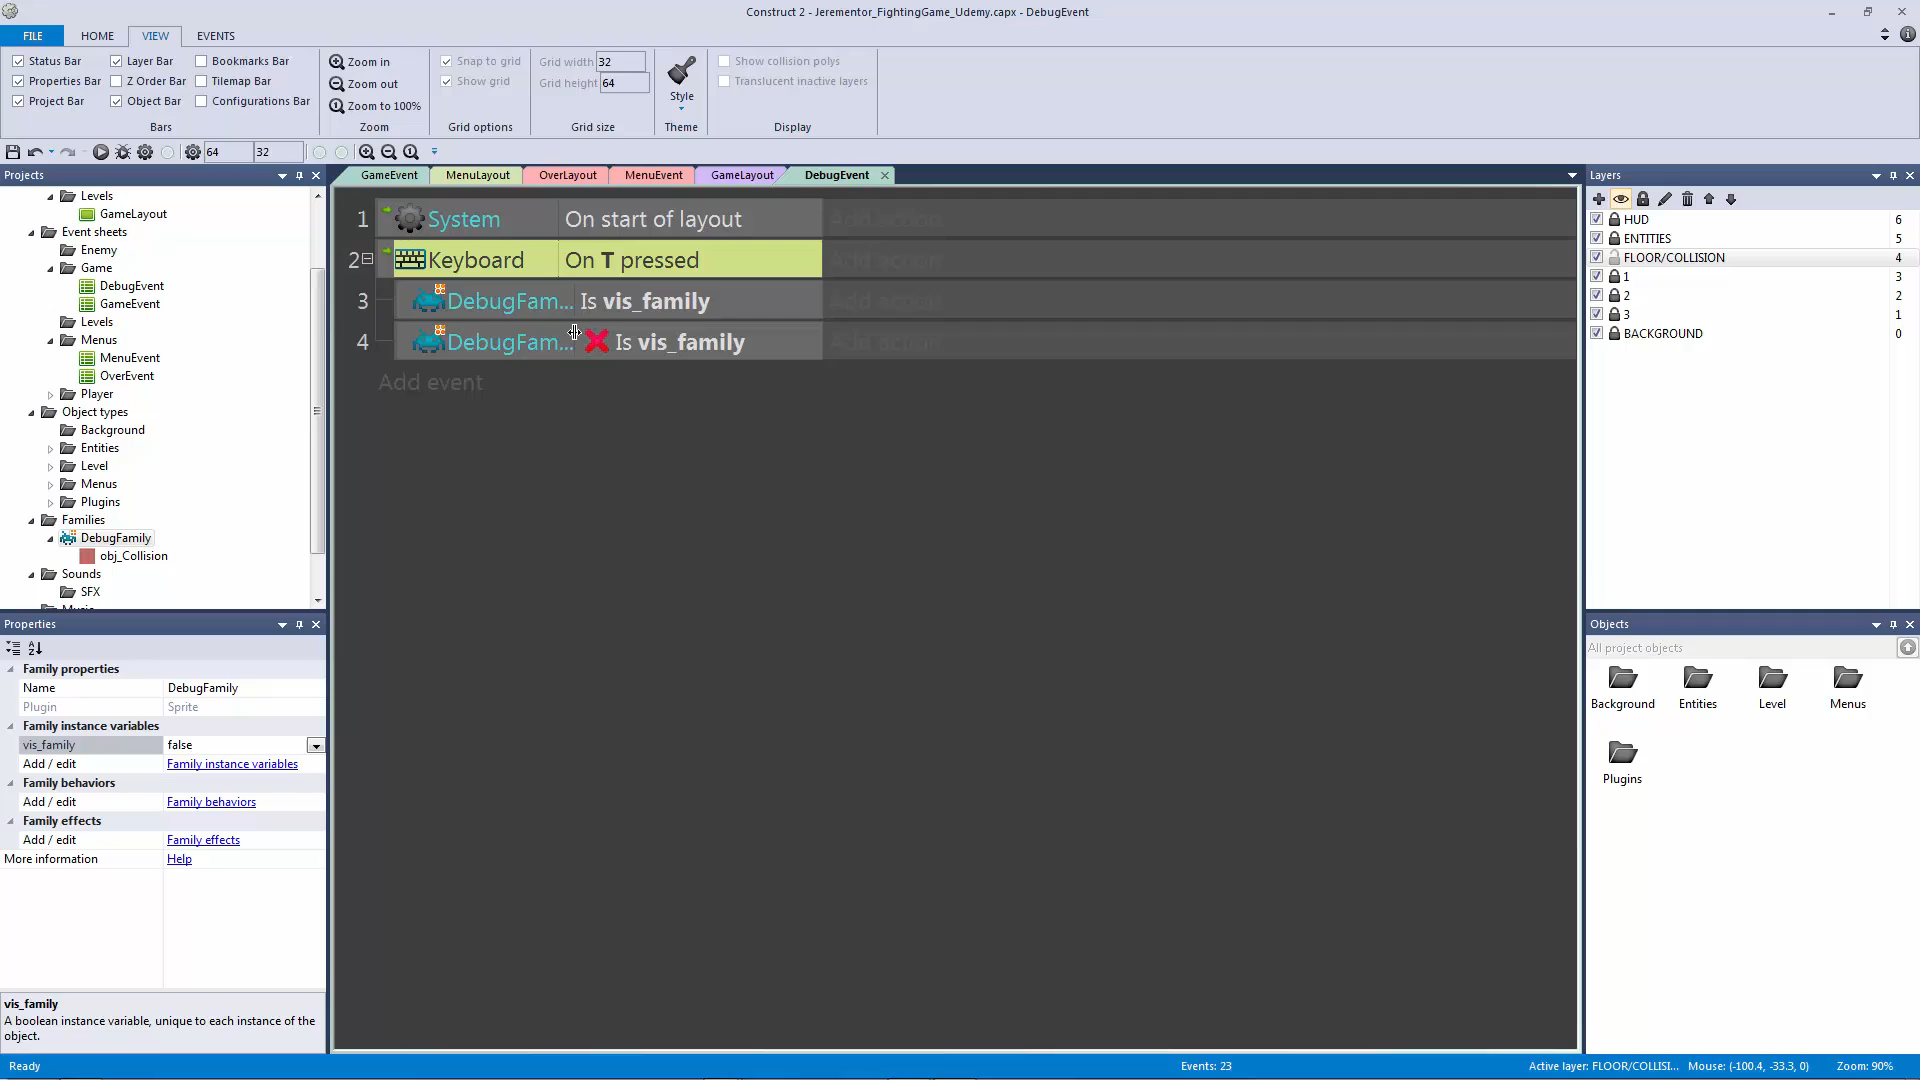 Construct 2 - Jerementor_FightingGame_Udemy.capx - DebugEvent
FILE HOME VIEW EVENTS
Status Bar Layer Bar Bookmarks Bar Zoom in Snap to grid Grid width 32 Show collision polys
Properties Bar Z Order Bar Tilemap Bar Zoom out Show grid Grid height 64 Style Translucent inactive layers
Project Bar Object Bar Configurations Bar Zoom to 100%
Bars Zoom Grid options Grid size Theme Display
64 32
Projects
Levels
GameLayout
Event sheets
Enemy
Game
DebugEvent
GameEvent
Levels
Menus
MenuEvent
OverEvent
Player
Object types
Background
Entities
Level
Menus
Plugins
Families
DebugFamily
obj_Collision
Sounds
SFX
Properties
Family properties
Name DebugFamily
Plugin Sprite
Family instance variables
vis_family false
Add / edit Family instance variables
Family behaviors
Add / edit Family behaviors
Family effects
Add / edit Family effects
More information Help
vis_family
A boolean instance variable, unique to each instance of the
object.
GameEvent MenuLayout OverLayout MenuEvent GameLayout DebugEvent
1 System On start of layout Add action
2 Keyboard On T pressed Add action
3 DebugFam... Is vis_family Add action
4 DebugFam... Is vis_family Add action
Add event
Layers
HUD 6
ENTITIES 5
FLOOR/COLLISION 4
1 3
2 2
3 1
BACKGROUND 0
Objects
All project objects
Background Entities Level Menus
Plugins
Ready Events: 23 Active layer: FLOOR/COLLISI... Mouse: (-100.4, -33.3, 0) Zoom: 90%